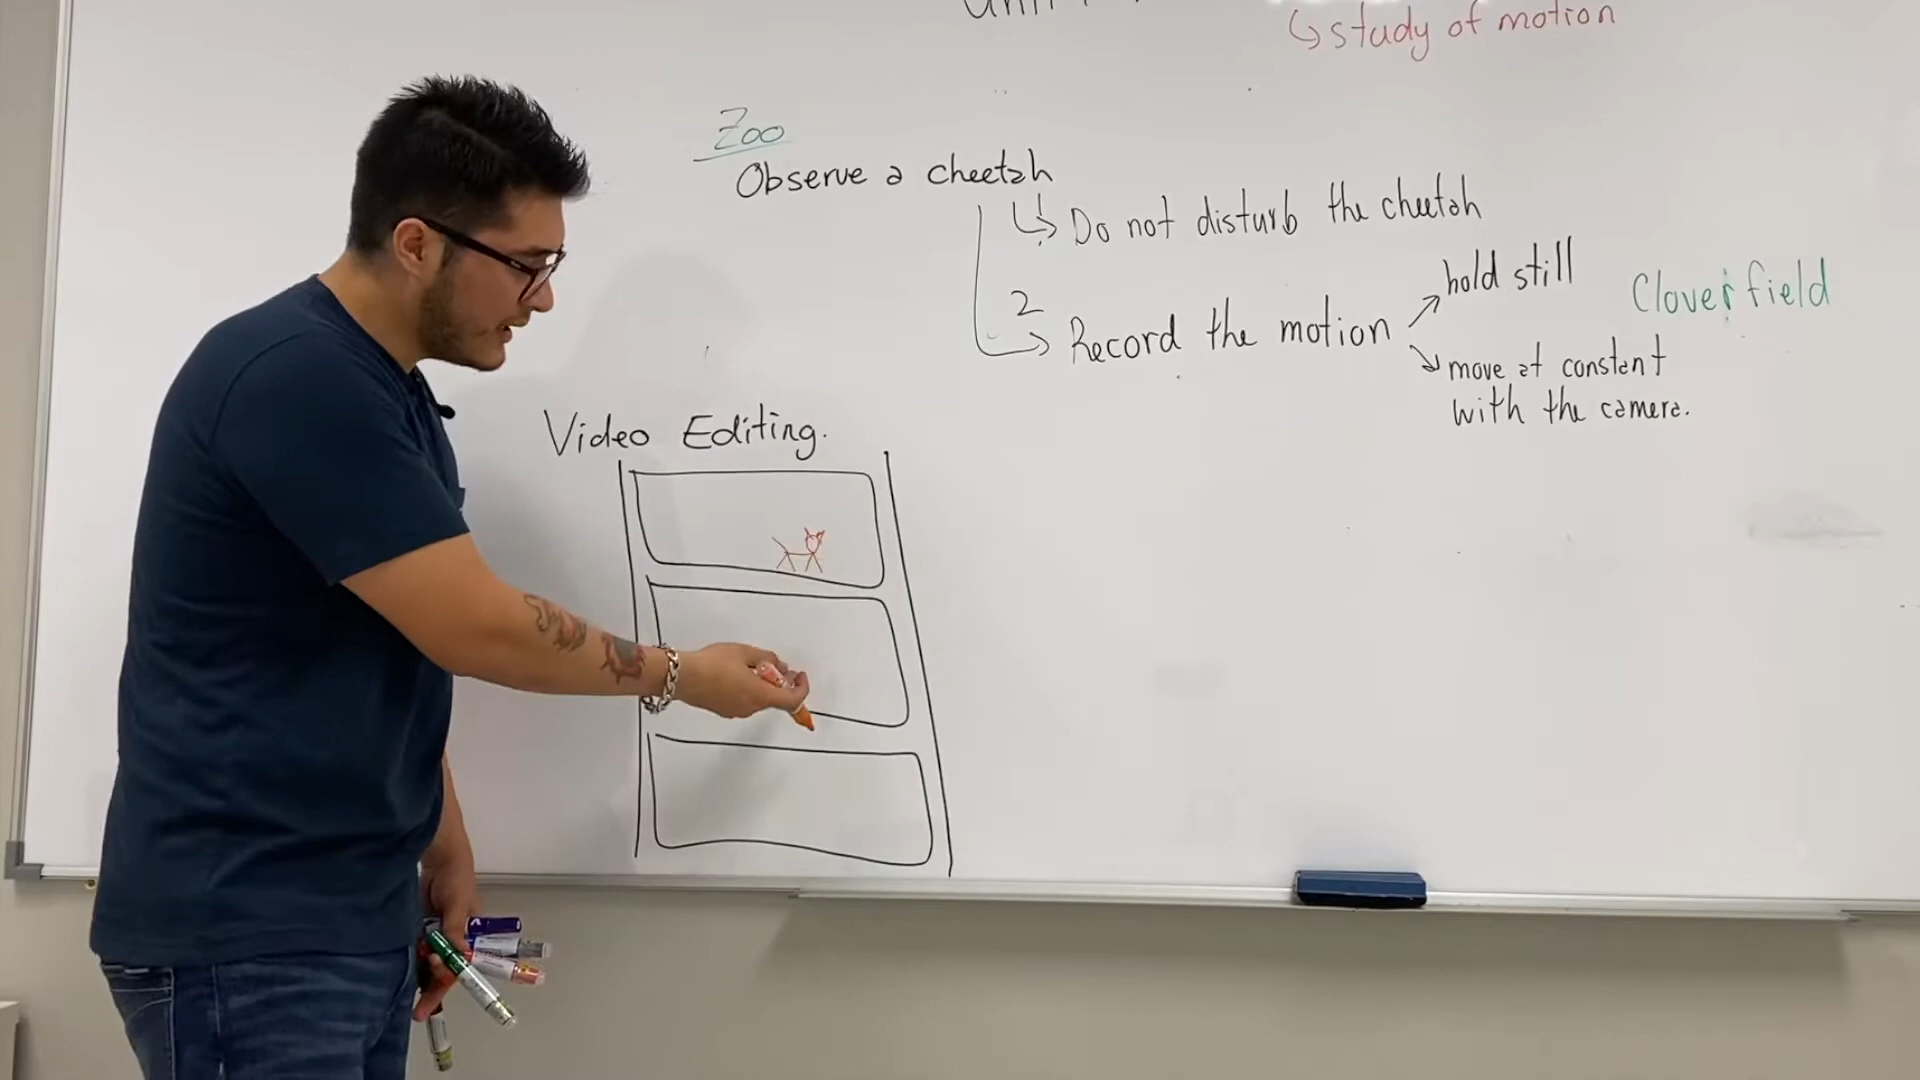 ↳ study of motion
Zoo
Observe a cheetah
1 ↳ Do not disturb the cheetah
2 → Record the motion
↗ hold still
↘ move at constant
with the camera.
Cloverfield
Video Editing.